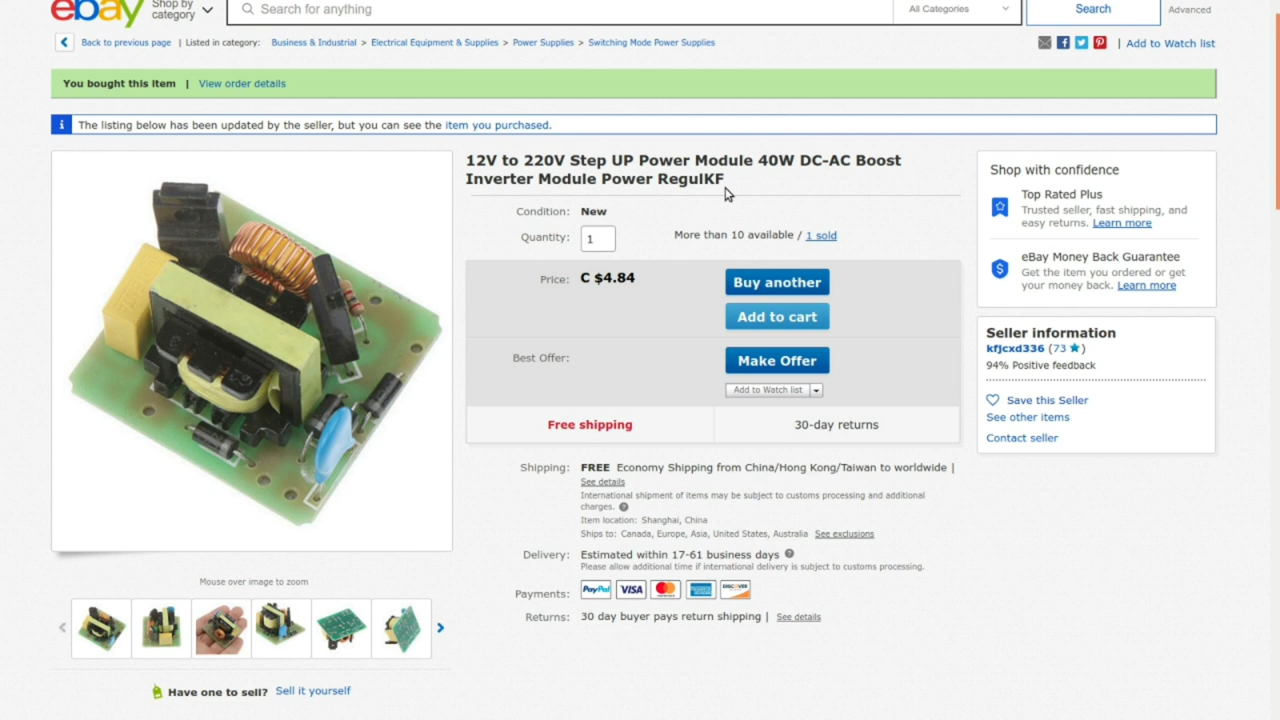 ebay
Shop by
category
Search for anything
All Categories
Search
Advanced
Back to previous page | Listed in category: Business & Industrial > Electrical Equipment & Supplies > Power Supplies > Switching Mode Power Supplies
| Add to Watch list
You bought this item | View order details
i The listing below has been updated by the seller, but you can see the item you purchased.
12V to 220V Step UP Power Module 40W DC-AC Boost
Inverter Module Power RegulKF
Condition: New
Quantity: 1 More than 10 available / 1 sold
Price: C $4.84
Buy another
Add to cart
Best Offer:
Make Offer
Add to Watch list
Free shipping
30-day returns
Shipping: FREE Economy Shipping from China/Hong Kong/Taiwan to worldwide |
See details
International shipment of items may be subject to customs processing and additional
charges. ?
Item location: Shanghai, China
Ships to: Canada, Europe, Asia, United States, Australia See exclusions
Delivery: Estimated within 17-61 business days ?
Please allow additional time if international delivery is subject to customs processing.
Payments: PayPal VISA MasterCard DISCOVER
Returns: 30 day buyer pays return shipping | See details
Shop with confidence
Top Rated Plus
Trusted seller, fast shipping, and
easy returns. Learn more
eBay Money Back Guarantee
Get the item you ordered or get
your money back. Learn more
Seller information
kfjcxd336 (73 ★)
94% Positive feedback
Save this Seller
See other items
Contact seller
Mouse over image to zoom
Have one to sell? Sell it yourself